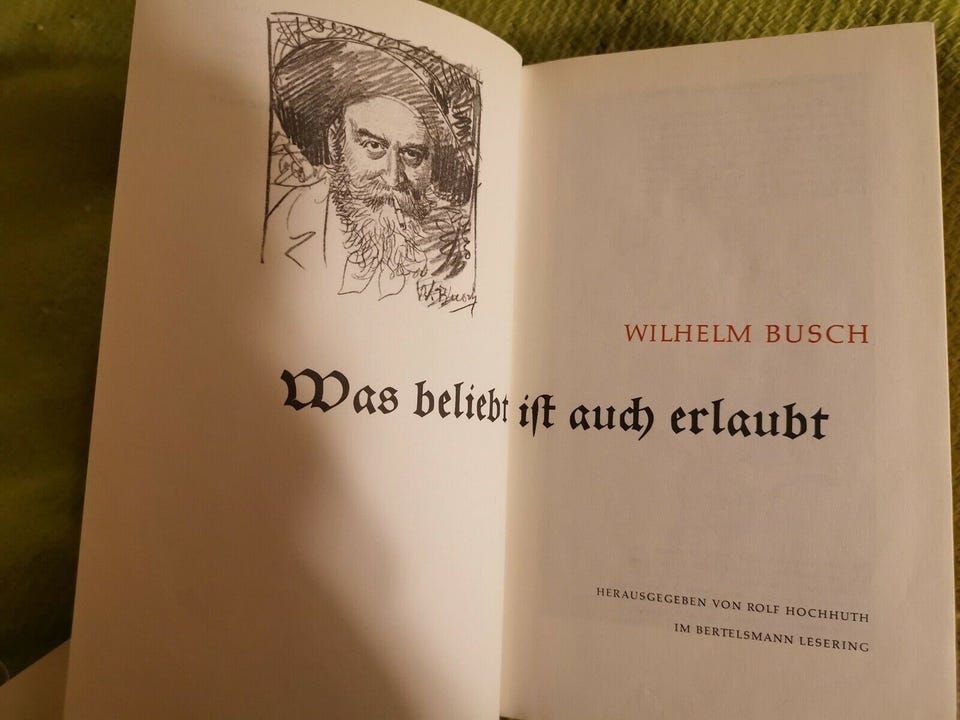 W. Busch
WILHELM BUSCH
Was beliebt ist auch erlaubt
HERAUSGEGEBEN VON ROLF HOCHHUTH
IM BERTELSMANN LESERING